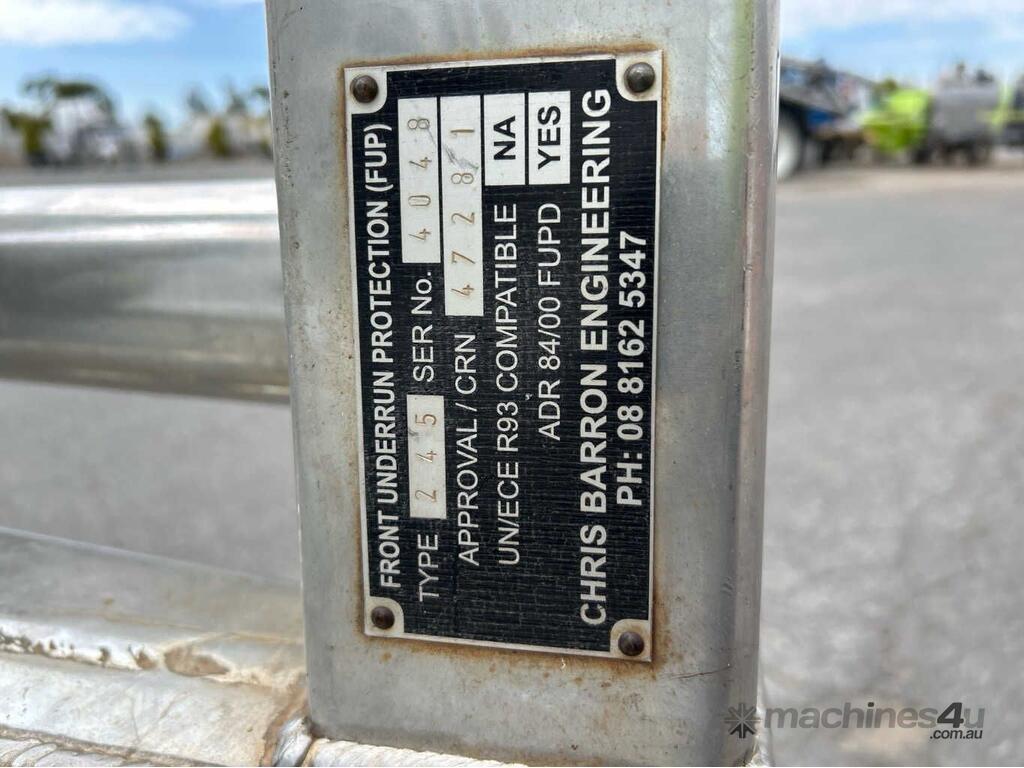 FRONT UNDERRUN PROTECTION (FUP)
TYPE 245 SER No. 4048
APPROVAL / CRN 47281
UN/ECE R93 COMPATIBLE NA
ADR 84/00 FUPD YES
CHRIS BARRON ENGINEERING
PH: 08 8162 5347
machines4u
.com.au